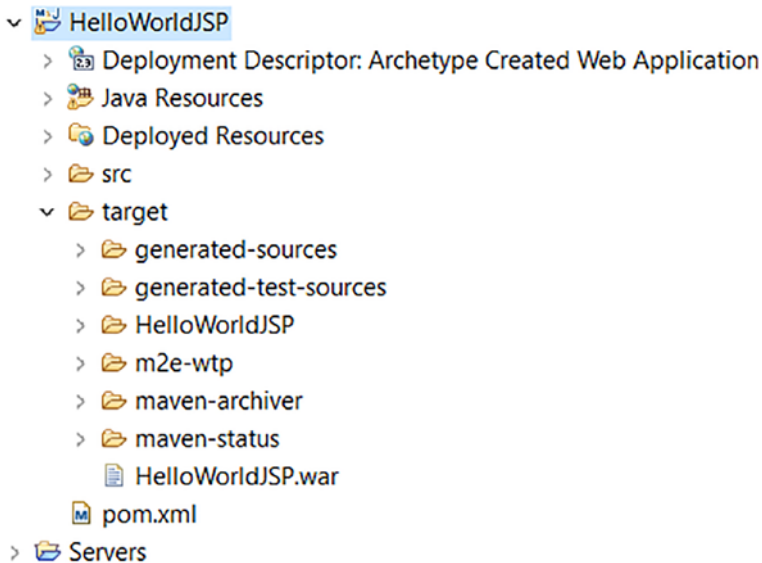 HelloWorldJSP
Deployment Descriptor: Archetype Created Web Application
Java Resources
Deployed Resources
src
target
generated-sources
generated-test-sources
HelloWorldJSP
m2e-wtp
maven-archiver
maven-status
HelloWorldJSP.war
pom.xml
Servers